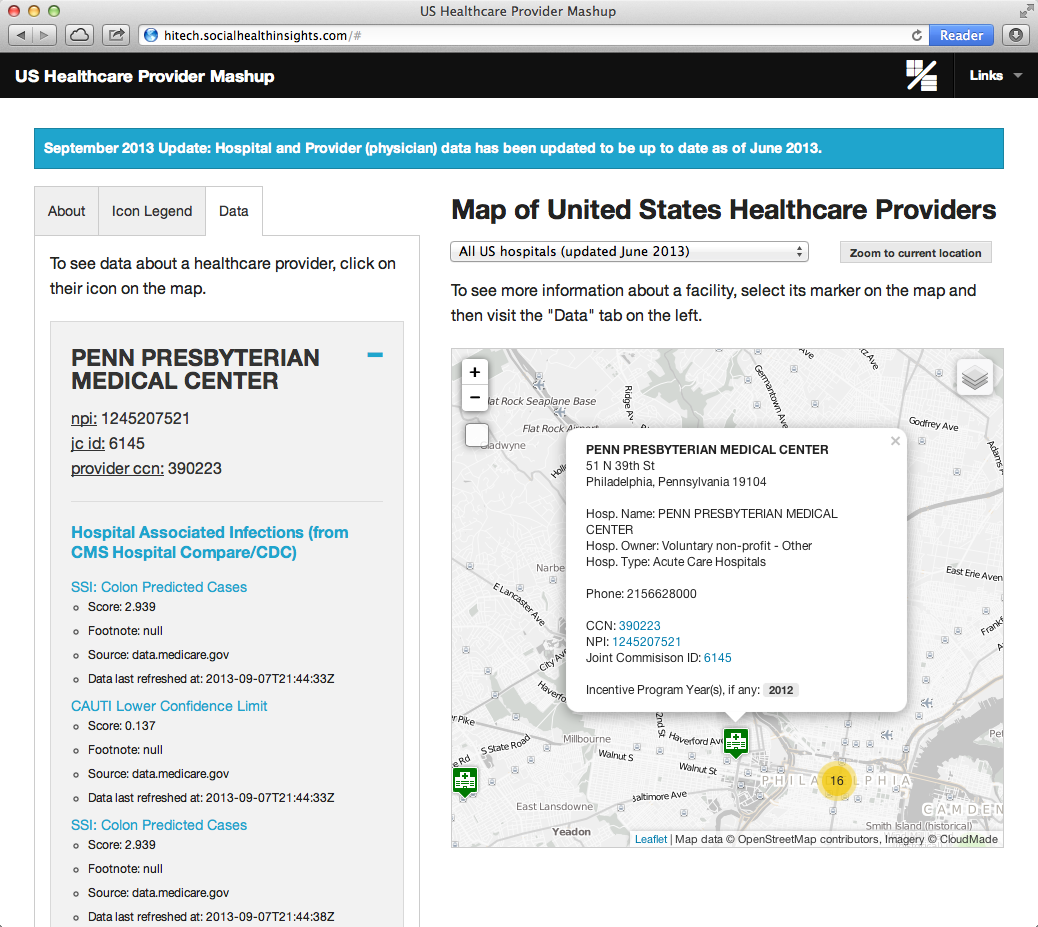 US Healthcare Provider Mashup
hitech.socialhealthinsights.com/#
Reader
US Healthcare Provider Mashup
Links
September 2013 Update: Hospital and Provider (physician) data has been updated to be up to date as of June 2013.
About
Icon Legend
Data
To see data about a healthcare provider, click on
their icon on the map.
PENN PRESBYTERIAN
MEDICAL CENTER
npi: 1245207521
jc id: 6145
provider ccn: 390223
Hospital Associated Infections (from
CMS Hospital Compare/CDC)
SSI: Colon Predicted Cases
Score: 2.939
Footnote: null
Source: data.medicare.gov
Data last refreshed at: 2013-09-07T21:44:33Z
CAUTI Lower Confidence Limit
Score: 0.137
Footnote: null
Source: data.medicare.gov
Data last refreshed at: 2013-09-07T21:44:33Z
SSI: Colon Predicted Cases
Score: 2.939
Footnote: null
Source: data.medicare.gov
Data last refreshed at: 2013-09-07T21:44:38Z
Map of United States Healthcare Providers
All US hospitals (updated June 2013)
Zoom to current location
To see more information about a facility, select its marker on the map and
then visit the "Data" tab on the left.
+
−
lat Rock Seaplane Base
Flat Rock Airport
Ridge Av
Germantown Ave
Ave
Godfrey Ave
Adams
Gladwyne
PENN PRESBYTERIAN MEDICAL CENTER
×
51 N 39th St
Philadelphia, Pennsylvania 19104
Hosp. Name: PENN PRESBYTERIAN MEDICAL
CENTER
Hosp. Owner: Voluntary non-profit - Other
Hosp. Type: Acute Care Hospitals
Phone: 2156628000
CCN: 390223
NPI: 1245207521
Joint Commisison ID: 6145
Incentive Program Year(s), if any: 2012
Narbe
East Erie Aven
E Lancaster Ave
City Av
Haverfo
Frankf
er Pike
S State Road
Millbourne
2nd S
Haverford Ave
Walnut S
Walnut St
PHILADELPHIA
16
East Lansdowne
Baltimore Ave
Yeadon
CAMDEN
Smith Island (historical)
Leaflet | Map data © OpenStreetMap contributors, Imagery © CloudMade